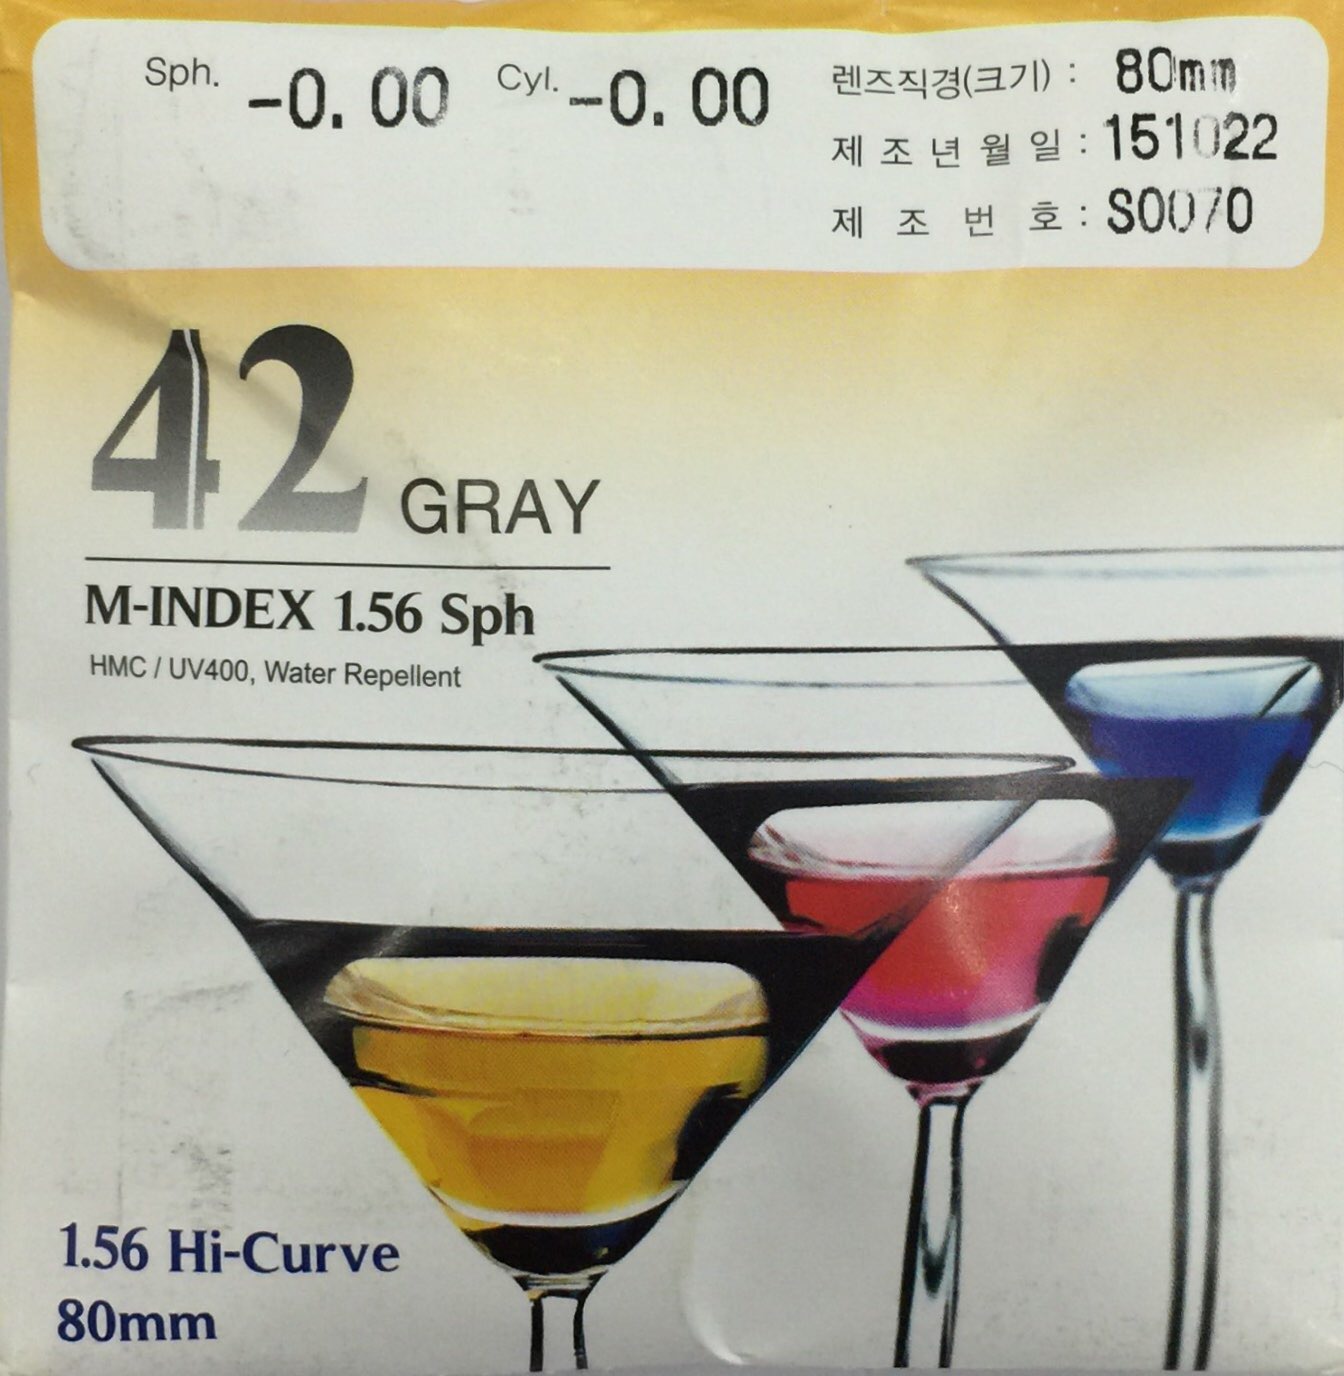 Sph. -0.00 Cyl. -0.00 렌즈직경(크기) : 80mm
제 조 년 월 일 : 151022
제 조 번 호 : S0070
42 GRAY
M-INDEX 1.56 Sph
HMC / UV400, Water Repellent
1.56 Hi-Curve
80mm